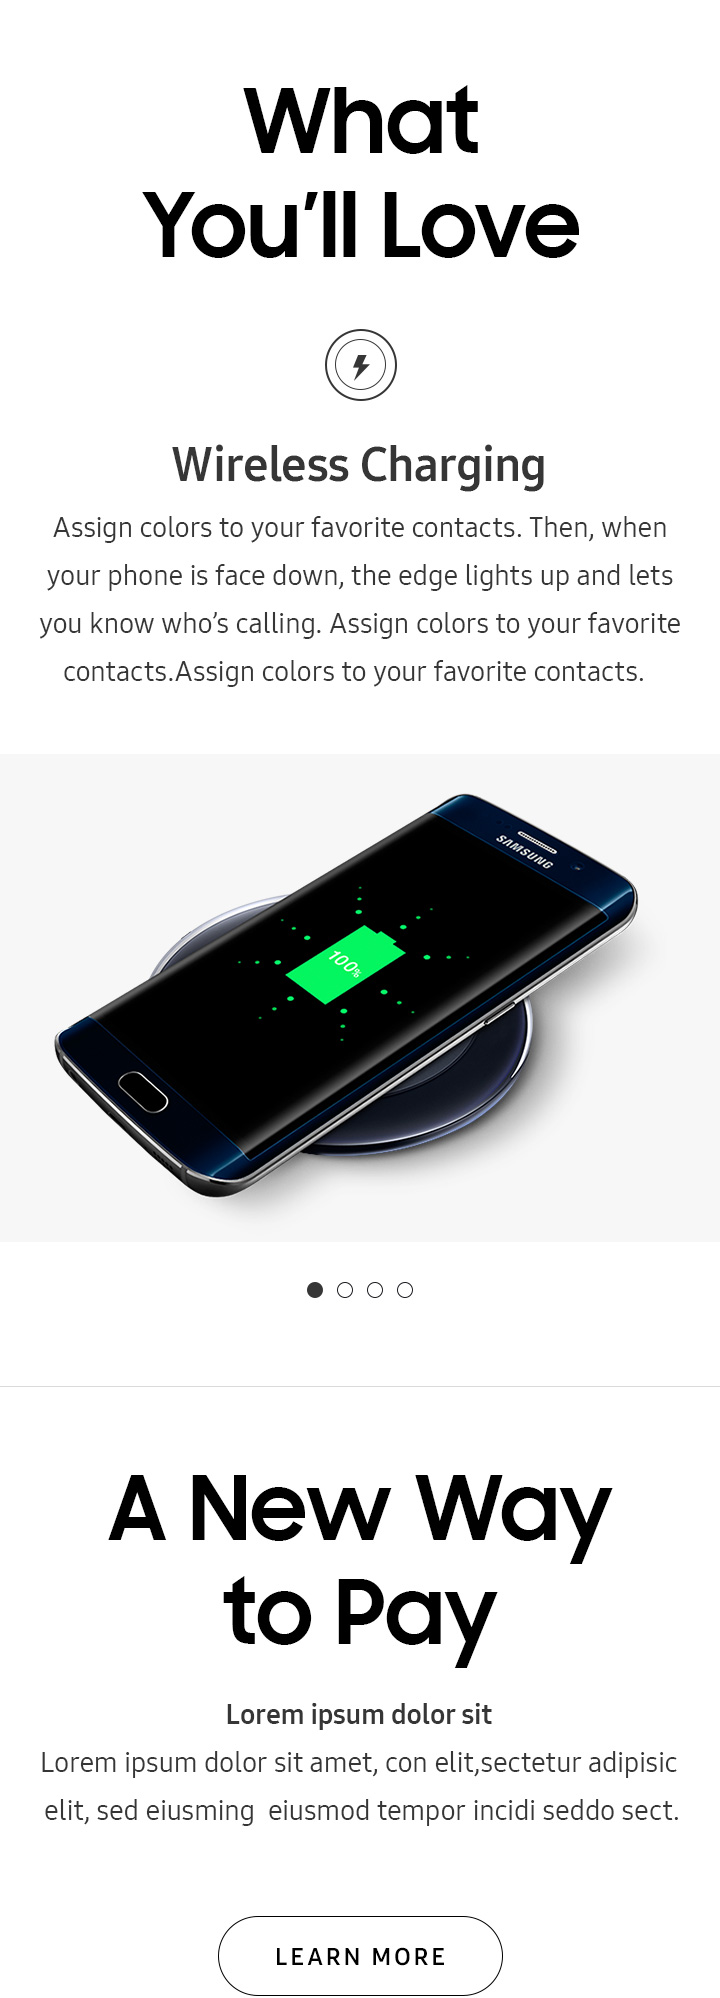 What
You’ll Love
Wireless Charging
Assign colors to your favorite contacts. Then, when
your phone is face down, the edge lights up and lets
you know who’s calling. Assign colors to your favorite
contacts.Assign colors to your favorite contacts.
SAMSUNG
100%
A New Way
to Pay
Lorem ipsum dolor sit
Lorem ipsum dolor sit amet, con elit,sectetur adipisic
elit, sed eiusming  eiusmod tempor incidi seddo sect.
LEARN MORE